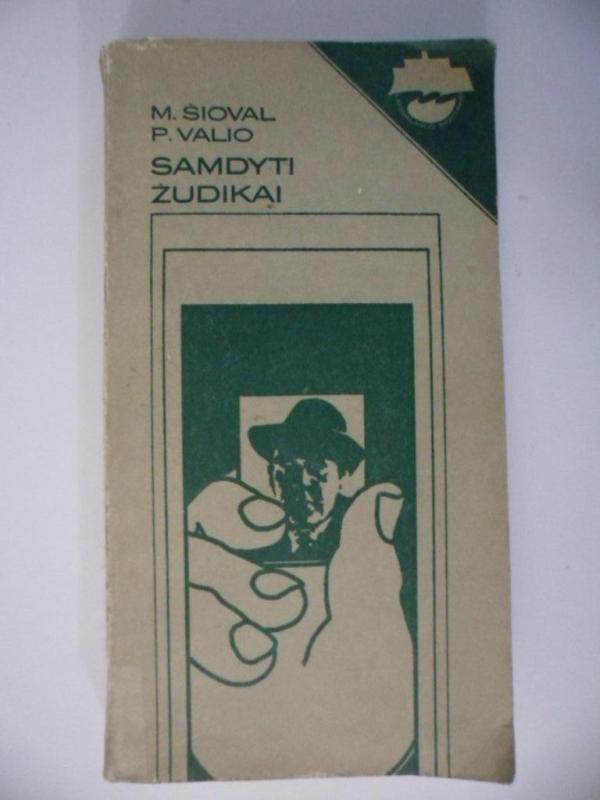 M. ŠIOVAL
P. VALIO
SAMDYTI
ŽUDIKAI